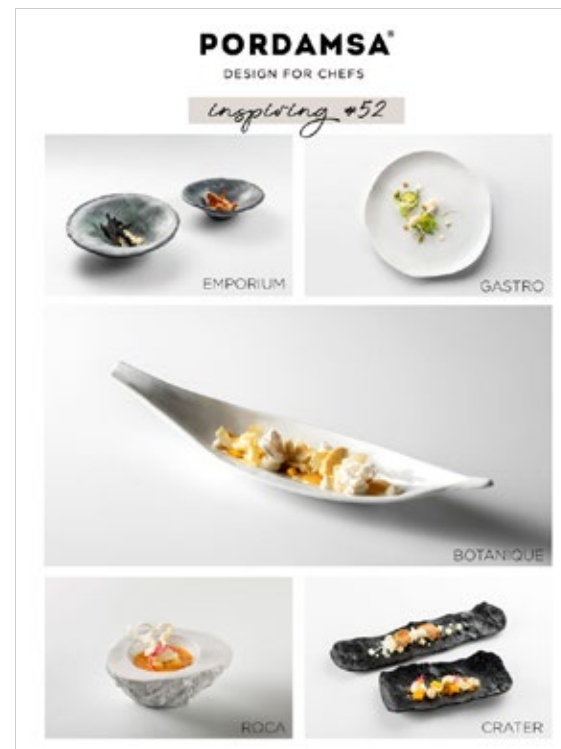 PORDAMSA®
DESIGN FOR CHEFS
inspiring #52
EMPORIUM
GASTRO
BOTANIQUE
ROCA
CRATER